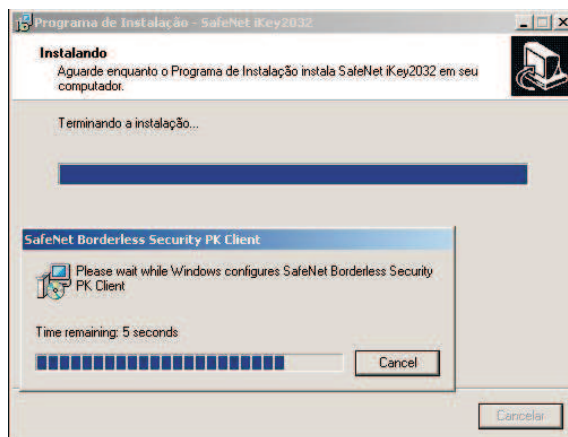 Programa de Instalação - SafeNet iKey2032
Instalando
Aguarde enquanto o Programa de Instalação instala SafeNet iKey2032 em seu
computador.
Terminando a instalação...
SafeNet Borderless Security PK Client
Please wait while Windows configures SafeNet Borderless Security
PK Client
Time remaining: 5 seconds
Cancel
Cancelar